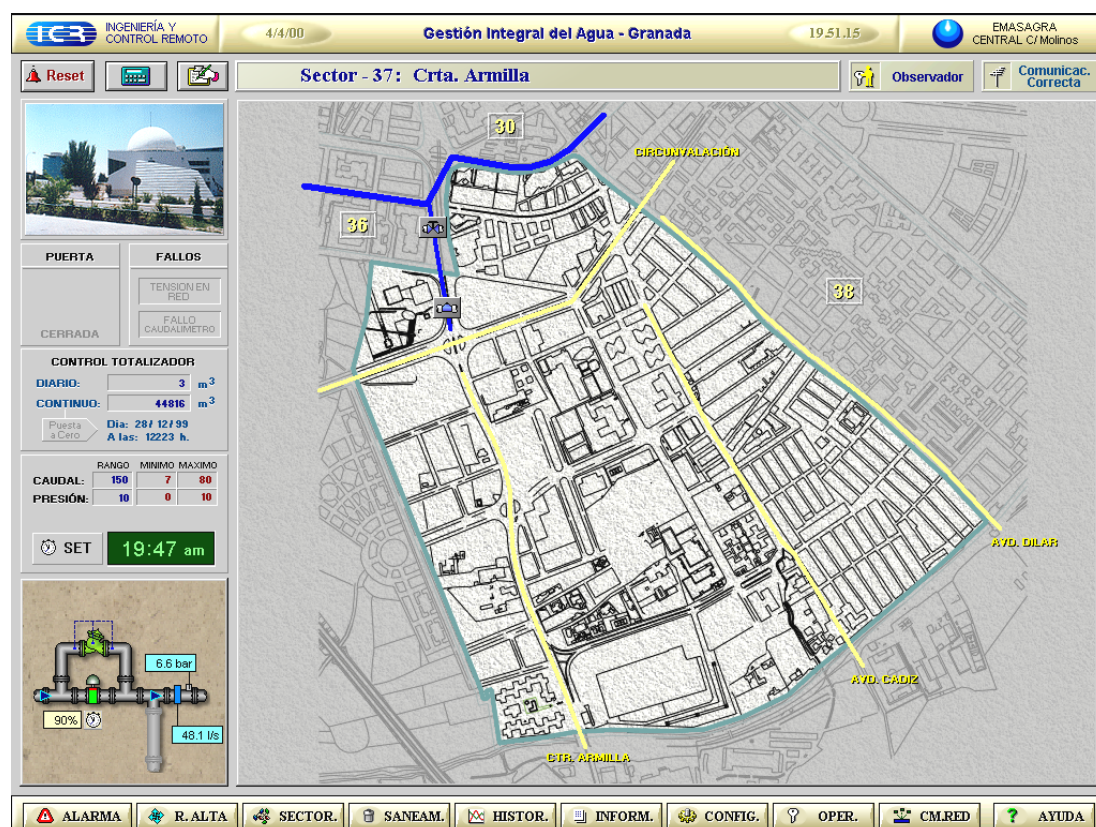 ICR INGENIERÍA Y
CONTROL REMOTO
4/4/00
Gestión Integral del Agua - Granada
19.51.15
EMASAGRA
CENTRAL C/ Molinos
Reset
Sector - 37: Crta. Armilla
Observador
Comunicac.
Correcta
30
CIRCUNVALACIÓN
36
38
AVD. DILAR
AVD. CADIZ
CTR. ARMILLA
PUERTA
FALLOS
TENSION EN
RED
FALLO
CAUDALIMETRO
CERRADA
CONTROL TOTALIZADOR
DIARIO: 3 m3
CONTINUO: 44816 m3
Puesta
a Cero
Dia: 28/ 12/ 99
A las: 12223 h.
RANGO MINIMO MAXIMO
CAUDAL: 150 7 80
PRESIÓN: 10 0 10
SET
19:47 am
6.6 bar
90%
48.1 l/s
ALARMA
R. ALTA
SECTOR.
SANEAM.
HISTOR.
INFORM.
CONFIG.
OPER.
CM.RED
AYUDA